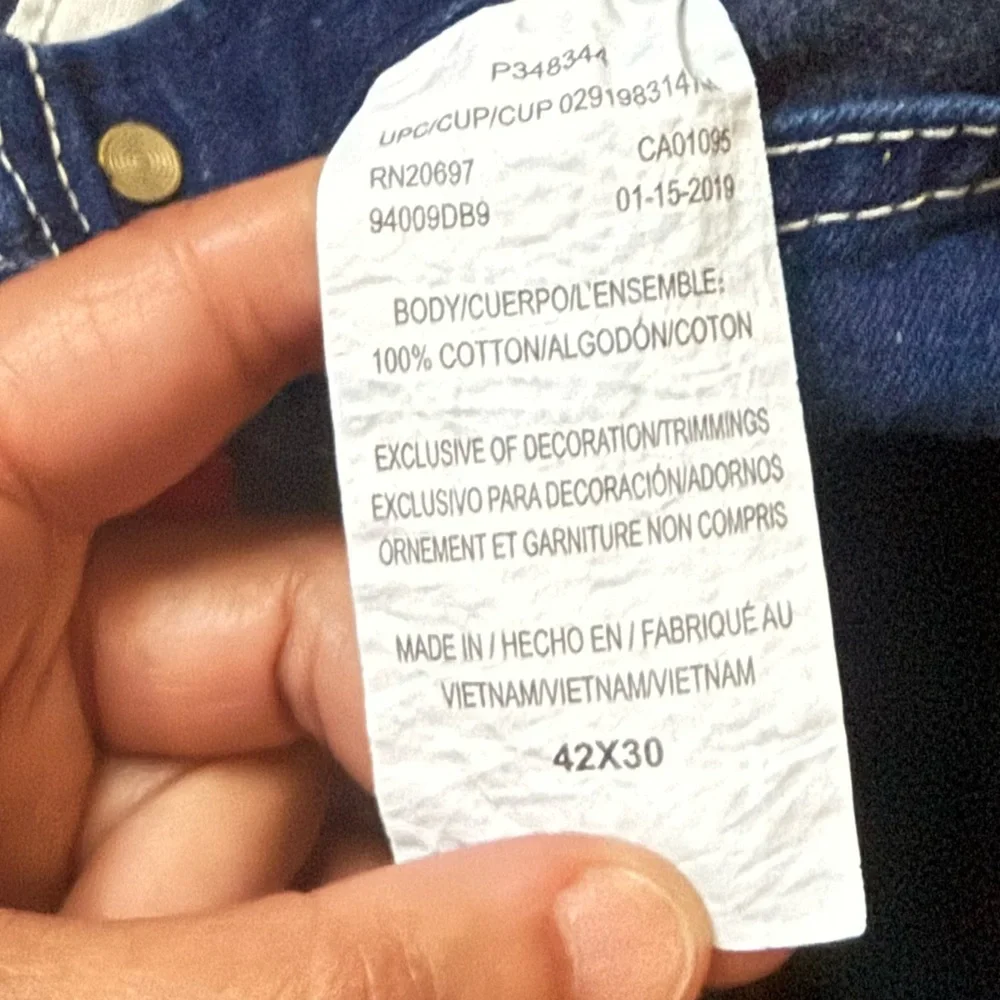 P348344
UPC/CUP/CUP
RN20697 CA01095
94009DB9 01-15-2019
BODY/CUERPO/L'ENSEMBLE:
100% COTTON/ALGODÓN/COTON
EXCLUSIVE OF DECORATION/TRIMMINGS
EXCLUSIVO PARA DECORACIÓN/ADORNOS
ORNEMENT ET GARNITURE NON COMPRIS
MADE IN / HECHO EN / FABRIQUÉ AU
VIETNAM/VIETNAM/VIETNAM
42X30